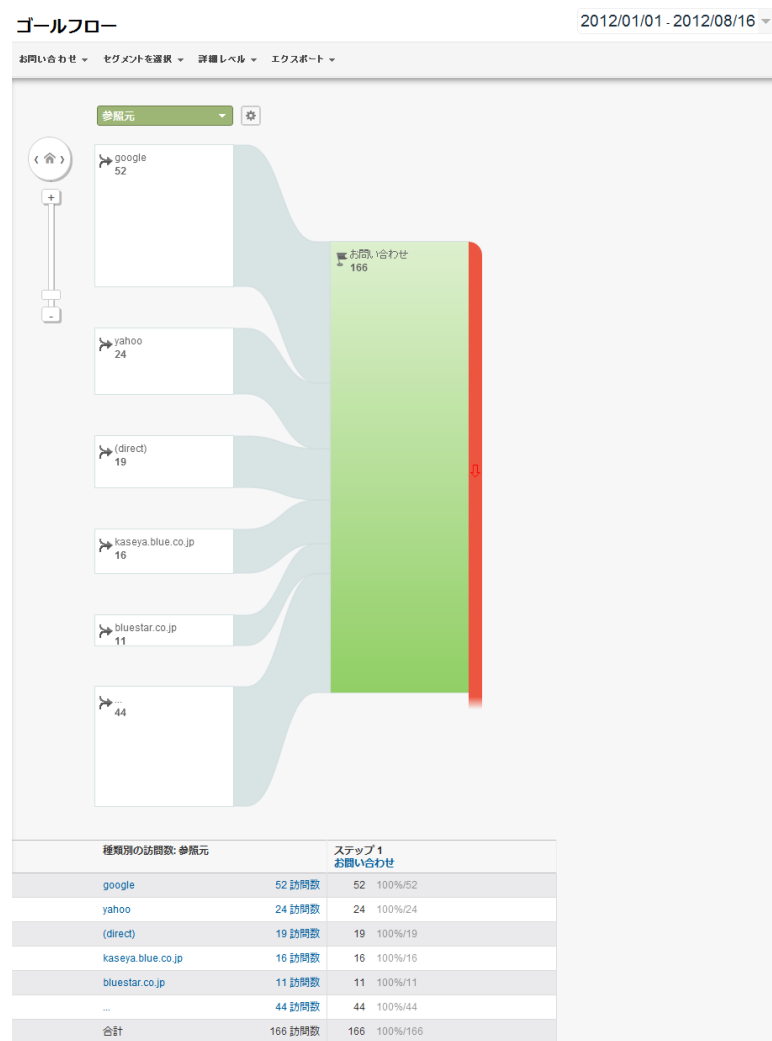 ゴールフロー
2012/01/01 - 2012/08/16
お問い合わせ セグメントを選択 詳細レベル エクスポート
参照元
google
52
お問い合わせ
166
+
-
yahoo
24
(direct)
19
kaseya.blue.co.jp
16
bluestar.co.jp
11
...
44
種類別の訪問数: 参照元 ステップ 1
お問い合わせ
google 52 訪問数 52 100%/52
yahoo 24 訪問数 24 100%/24
(direct) 19 訪問数 19 100%/19
kaseya.blue.co.jp 16 訪問数 16 100%/16
bluestar.co.jp 11 訪問数 11 100%/11
... 44 訪問数 44 100%/44
合計 166 訪問数 166 100%/166